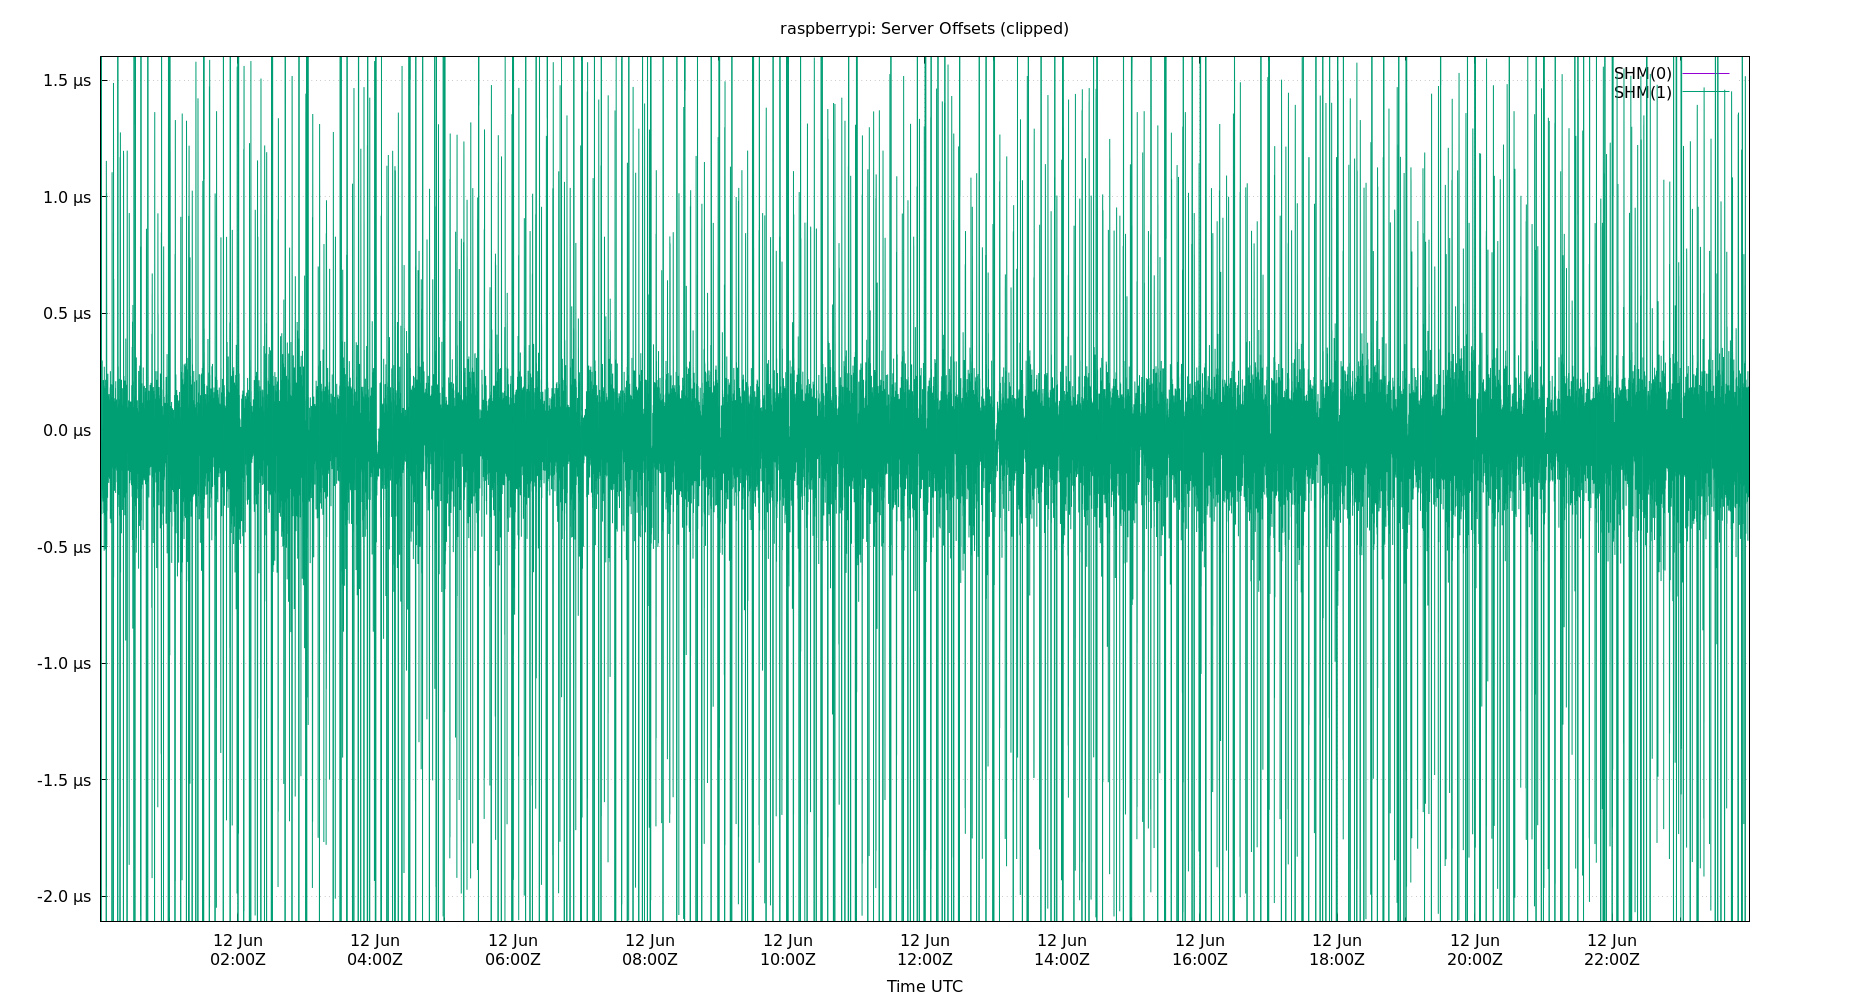 raspberrypi: Server Offsets (clipped)
SHM(0)
SHM(1)
1.5 µs
1.0 µs
0.5 µs
0.0 µs
-0.5 µs
-1.0 µs
-1.5 µs
-2.0 µs
12 Jun 12 Jun 12 Jun 12 Jun 12 Jun 12 Jun 12 Jun 12 Jun 12 Jun 12 Jun 12 Jun
02:00Z 04:00Z 06:00Z 08:00Z 10:00Z 12:00Z 14:00Z 16:00Z 18:00Z 20:00Z 22:00Z
Time UTC